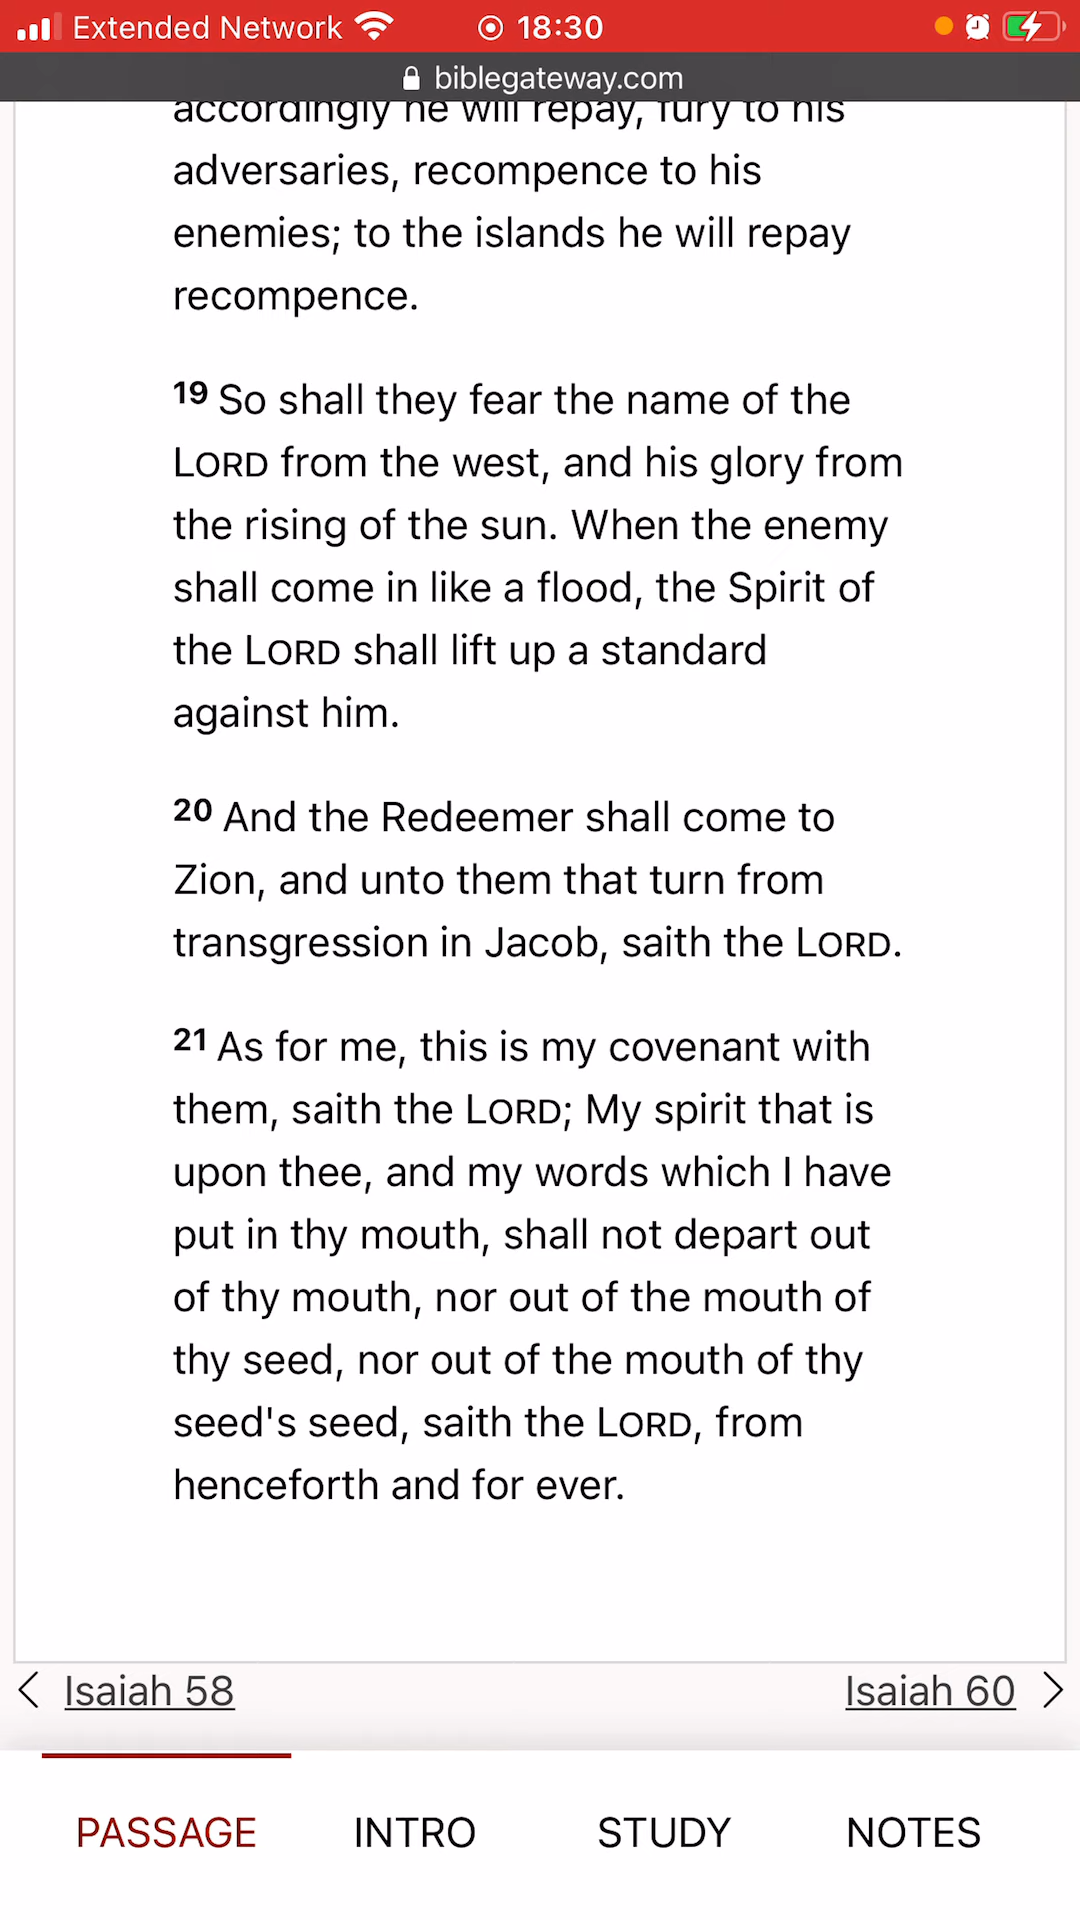 Extended Network 18:30
biblegateway.com
accordingly he will repay, fury to his
adversaries, recompence to his
enemies; to the islands he will repay
recompence.
19 So shall they fear the name of the
LORD from the west, and his glory from
the rising of the sun. When the enemy
shall come in like a flood, the Spirit of
the LORD shall lift up a standard
against him.
20 And the Redeemer shall come to
Zion, and unto them that turn from
transgression in Jacob, saith the LORD.
21 As for me, this is my covenant with
them, saith the LORD; My spirit that is
upon thee, and my words which I have
put in thy mouth, shall not depart out
of thy mouth, nor out of the mouth of
thy seed, nor out of the mouth of thy
seed's seed, saith the LORD, from
henceforth and for ever.
Isaiah 58 Isaiah 60
PASSAGE INTRO STUDY NOTES